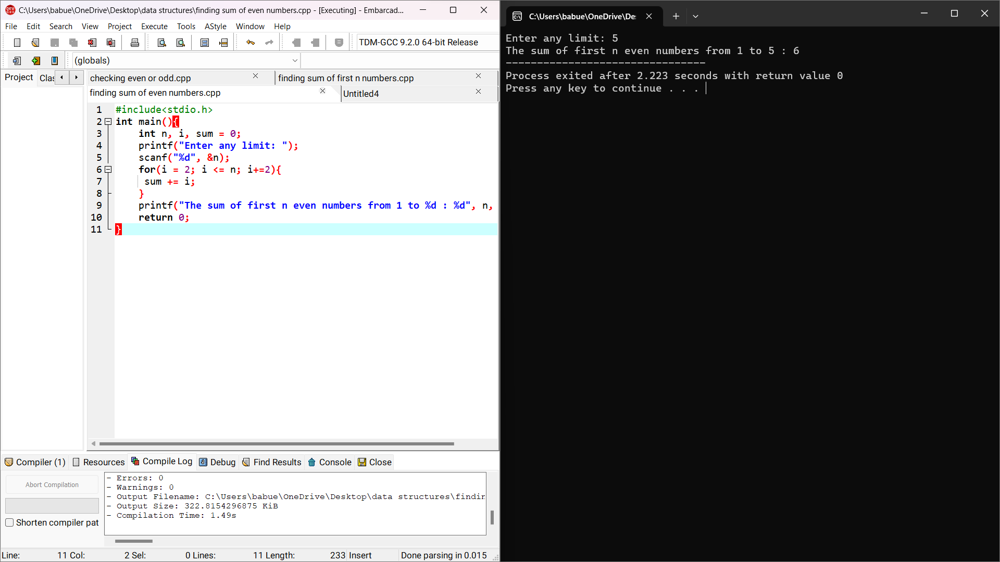 C:\Users\babue\OneDrive\Desktop\data structures\finding sum of even numbers.cpp - [Executing] - Embarcad...
File Edit Search View Project Execute Tools AStyle Window Help
TDM-GCC 9.2.0 64-bit Release
(globals)
Project Clas
checking even or odd.cpp
finding sum of first n numbers.cpp
finding sum of even numbers.cpp
Untitled4
1 #include<stdio.h>
2 int main(){
3 int n, i, sum = 0;
4 printf("Enter any limit: ");
5 scanf("%d", &n);
6 for(i = 2; i <= n; i+=2){
7 sum += i;
8 }
9 printf("The sum of first n even numbers from 1 to %d : %d", n,
10 return 0;
11 }
Compiler (1) Resources Compile Log Debug Find Results Console Close
Abort Compilation
Shorten compiler pat
- Errors: 0
- Warnings: 0
- Output Filename: C:\Users\babue\OneDrive\Desktop\data structures\findin
- Output Size: 322.8154296875 KiB
- Compilation Time: 1.49s
Line: 11 Col: 2 Sel: 0 Lines: 11 Length: 233 Insert Done parsing in 0.015
C:\Users\babue\OneDrive\De
Enter any limit: 5
The sum of first n even numbers from 1 to 5 : 6
--------------------------------
Process exited after 2.223 seconds with return value 0
Press any key to continue . . .